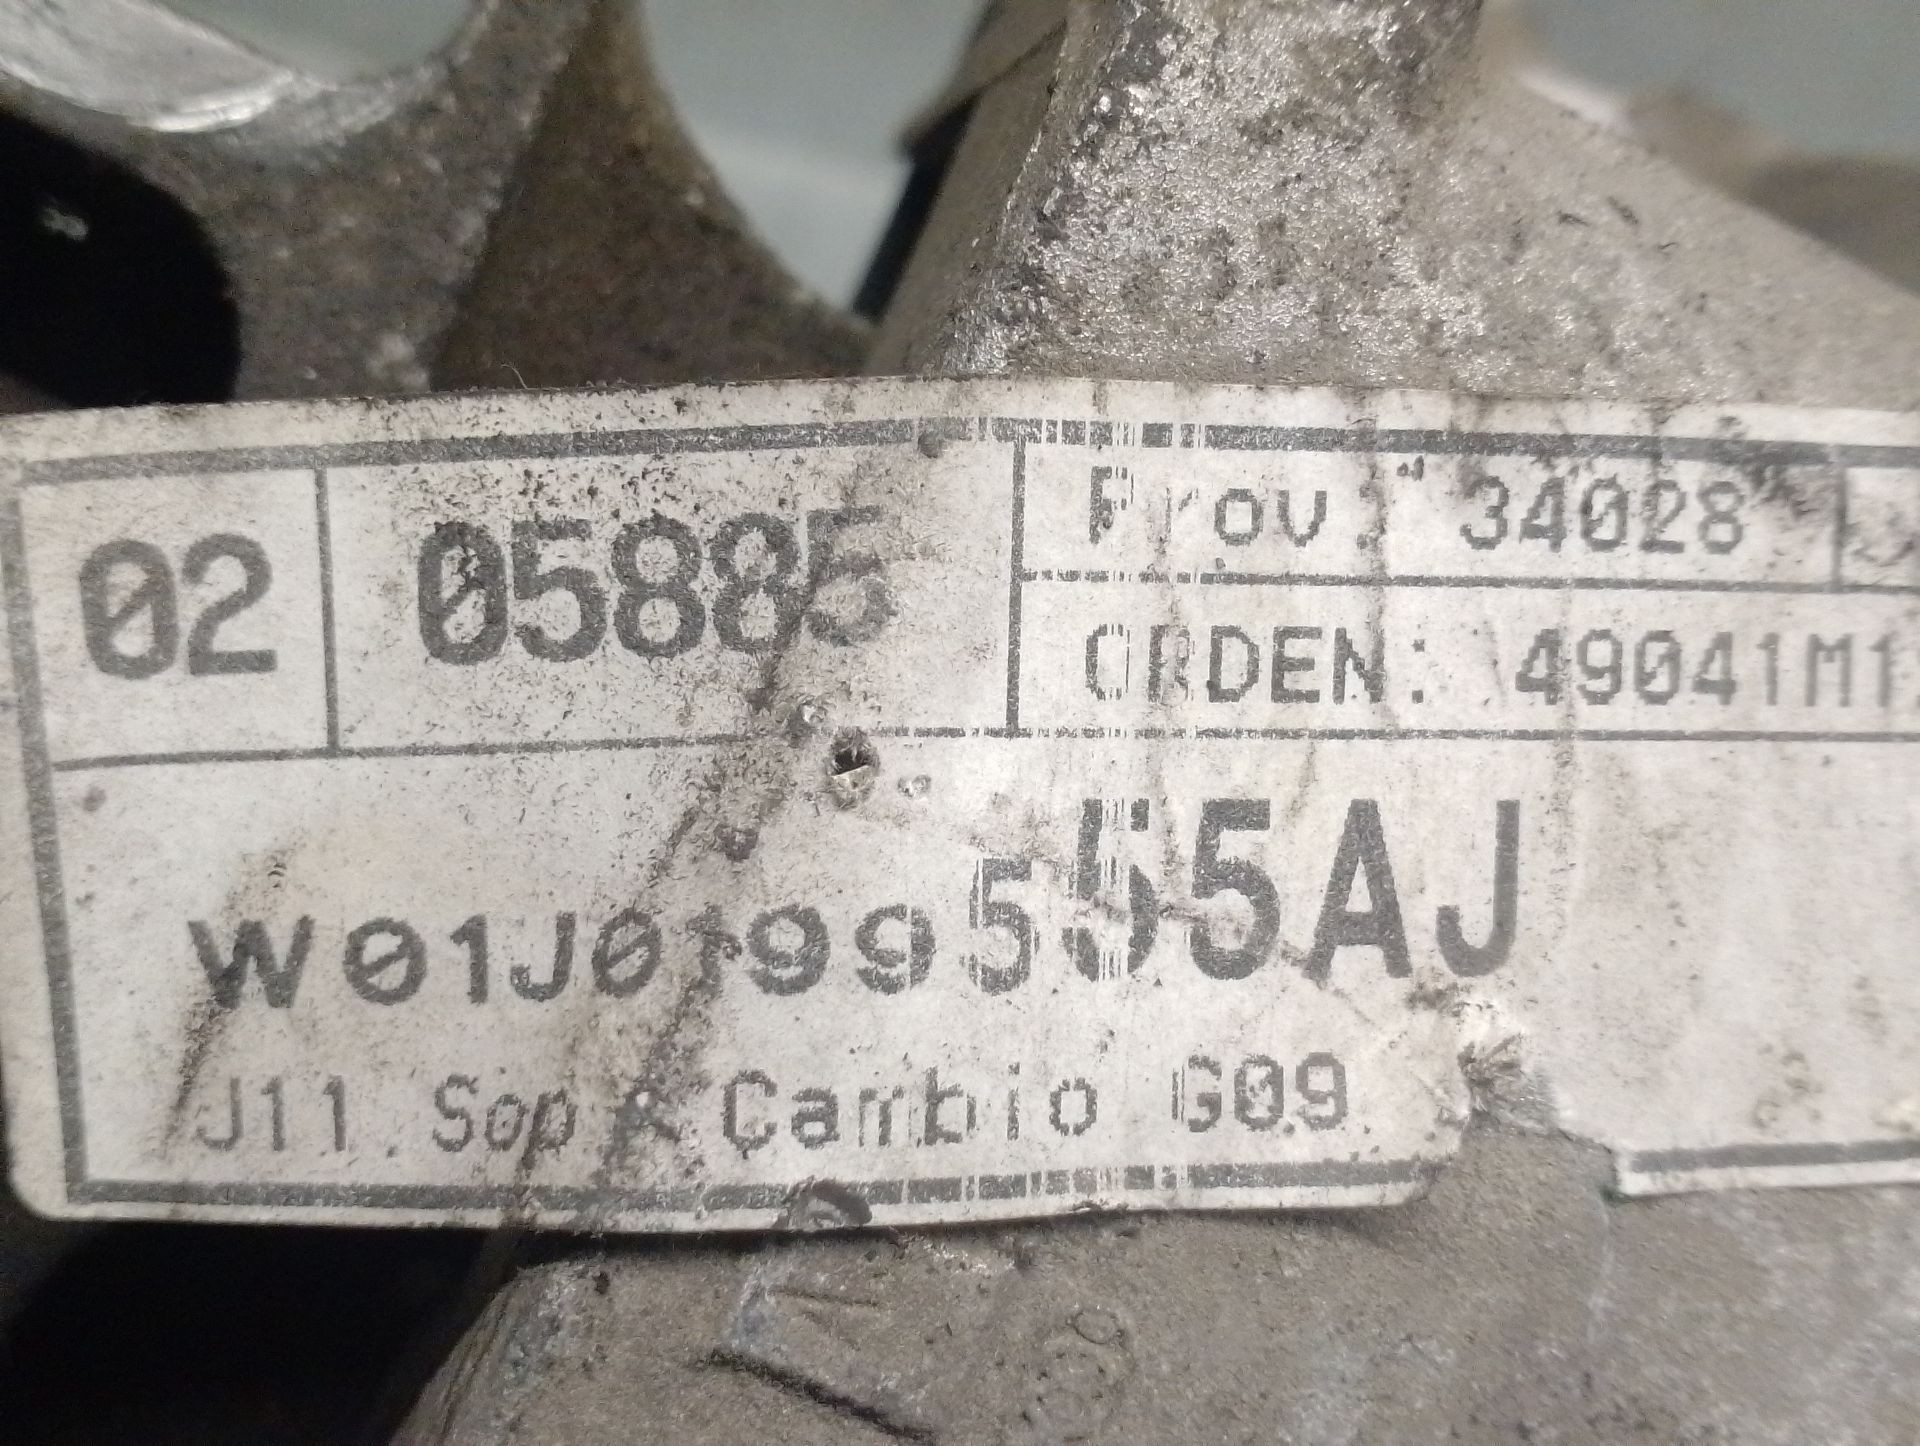 02 05885 Prov: 34028
ORDEN: 49041M1
W01J0199555AJ
J11. Sop. Cambio G09